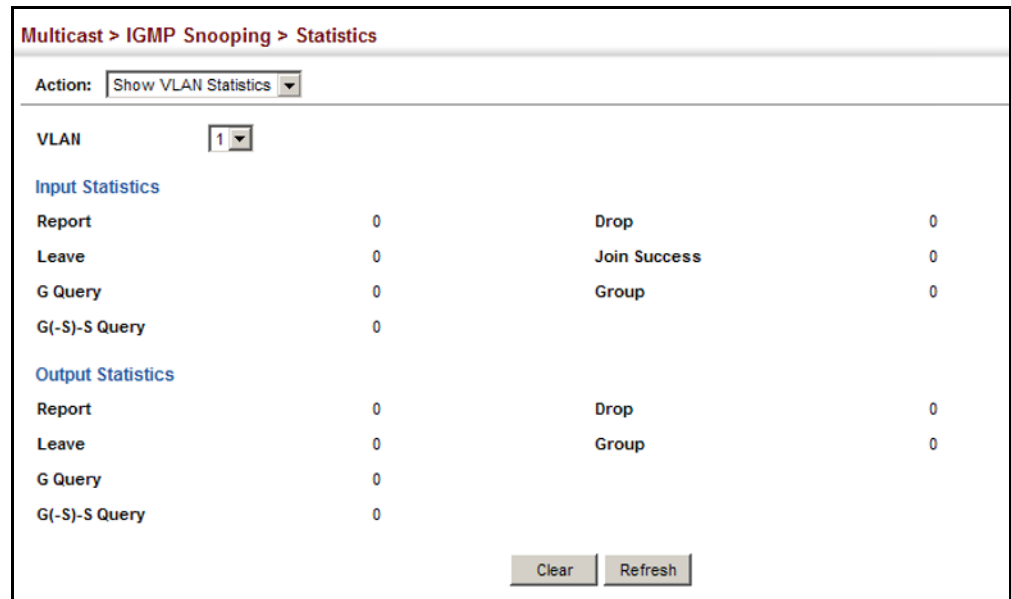 Multicast > IGMP Snooping > Statistics
Action: Show VLAN Statistics
VLAN 1
Input Statistics
Report 0 Drop 0
Leave 0 Join Success 0
G Query 0 Group 0
G(-S)-S Query 0
Output Statistics
Report 0 Drop 0
Leave 0 Group 0
G Query 0
G(-S)-S Query 0
Clear Refresh